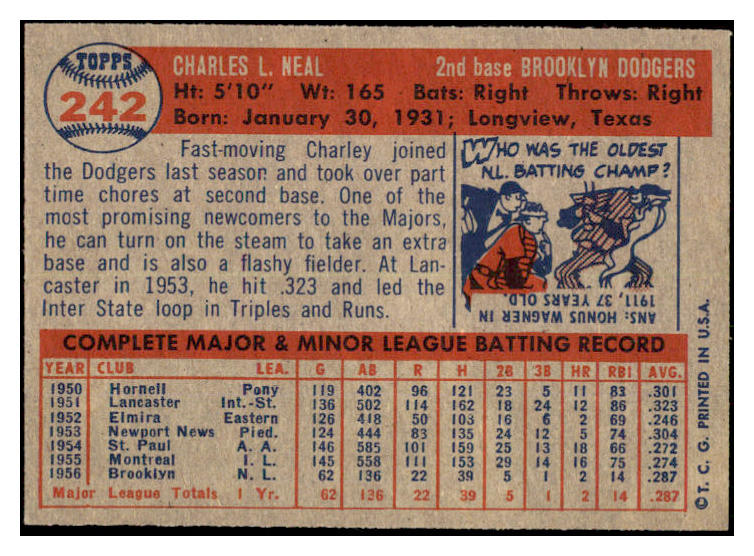 TOPPS
242
CHARLES L. NEAL 2nd base BROOKLYN DODGERS
Ht: 5'10" Wt: 165 Bats: Right Throws: Right
Born: January 30, 1931; Longview, Texas
Fast-moving Charley joined
the Dodgers last season and took over part
time chores at second base. One of the
most promising newcomers to the Majors,
he can turn on the steam to take an extra
base and is also a flashy fielder. At Lan-
caster in 1953, he hit .323 and led the
Inter State loop in Triples and Runs.
WHO WAS THE OLDEST
N.L. BATTING CHAMP?
ANS: HONUS WAGNER IN
1911, 37 YEARS OLD.
COMPLETE MAJOR & MINOR LEAGUE BATTING RECORD
YEAR CLUB LEA. G AB R H 2B 3B HR RBI AVG.
1950 Hornell Pony 119 402 96 121 23 5 11 83 .301
1951 Lancaster Int.-St. 136 502 114 162 18 24 12 86 .323
1952 Elmira Eastern 126 418 50 103 16 6 2 69 .246
1953 Newport News Pied. 124 444 83 135 24 12 5 74 .304
1954 St. Paul A. A. 146 585 101 159 25 13 18 66 .272
1955 Montreal I. L. 145 558 111 153 29 14 16 75 .274
1956 Brooklyn N. L. 62 136 22 39 5 1 2 14 .287
Major League Totals 1 Yr. 62 136 22 39 5 1 2 14 .287
© T. C. G. PRINTED IN U.S.A.